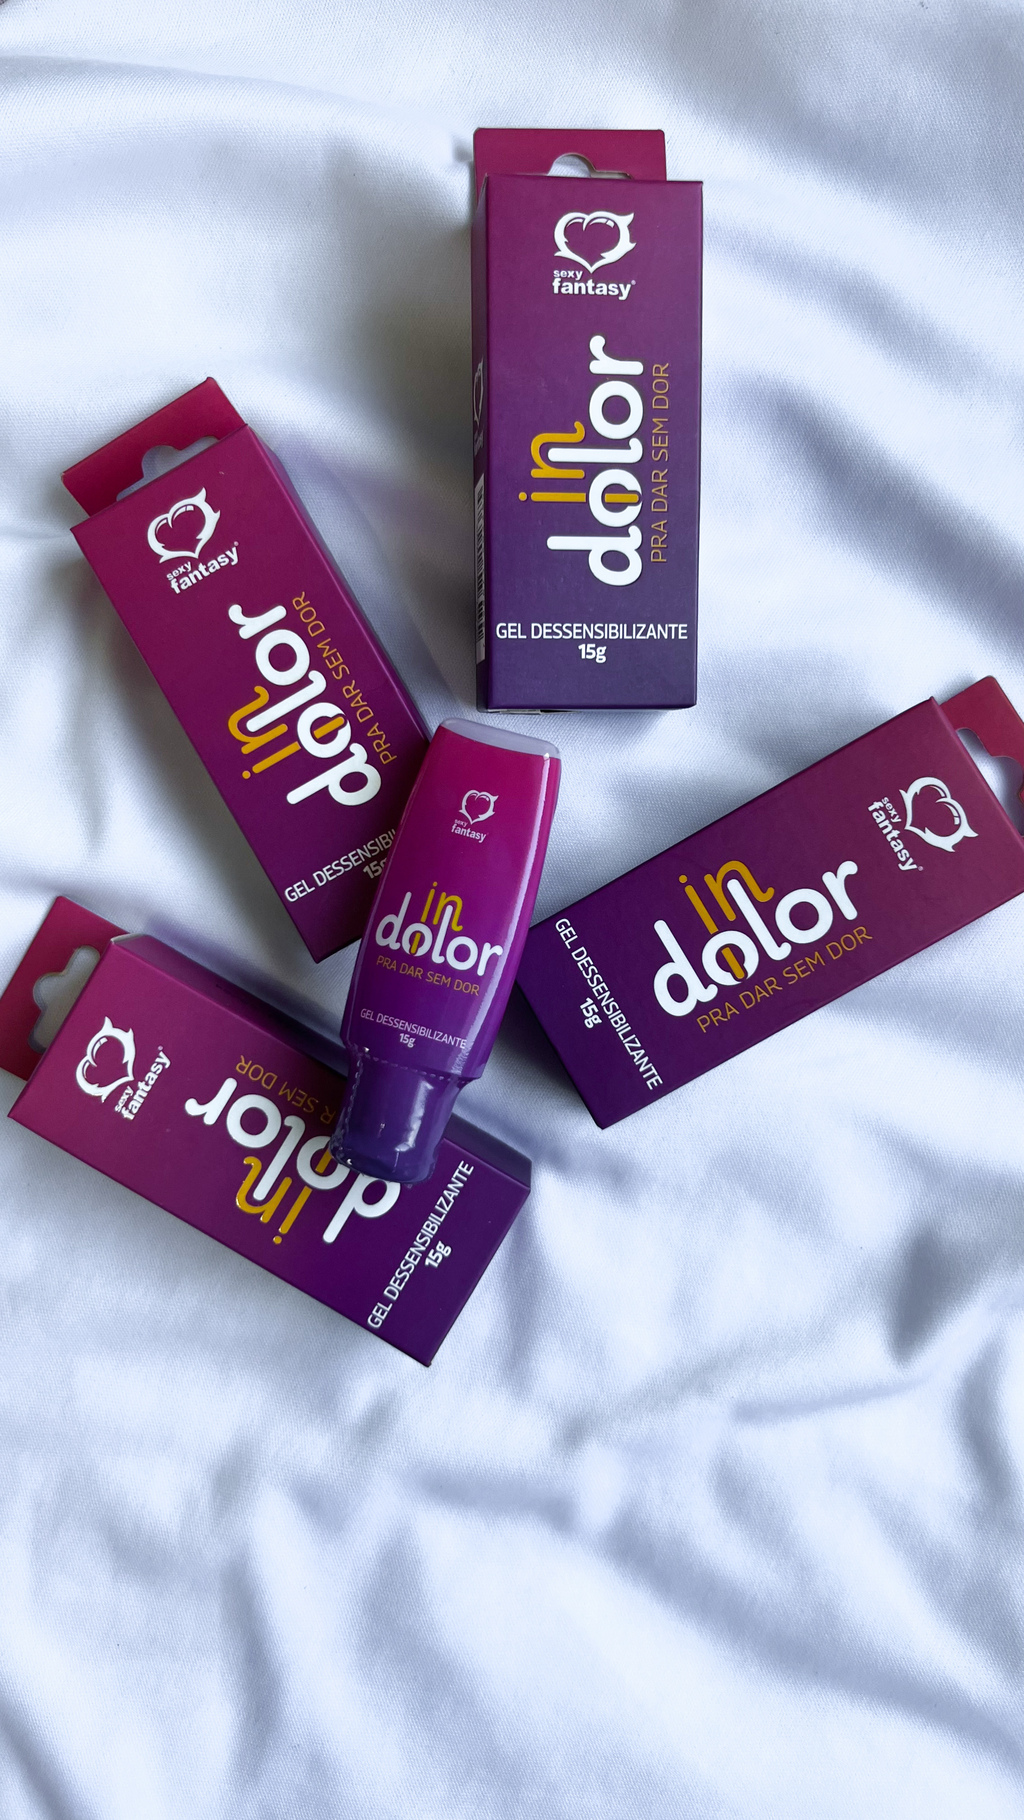 sexy
fantasy®
in
dolor
PRA DAR SEM DOR
GEL DESSENSIBILIZANTE
15g
sexy
fantasy®
in
dolor
PRA DAR SEM DOR
GEL DESSENSIBI
15g
sexy
fantasy
in
dolor
PRA DAR SEM DOR
GEL DESSENSIBILIZANTE
15g
sexy
fantasy®
in
dolor
PRA DAR SEM DOR
GEL DESSENSIBILIZANTE
15g
sexy
fantasy®
in
dolor
R SEM DOR
GEL DESSENSIBILIZANTE
15g